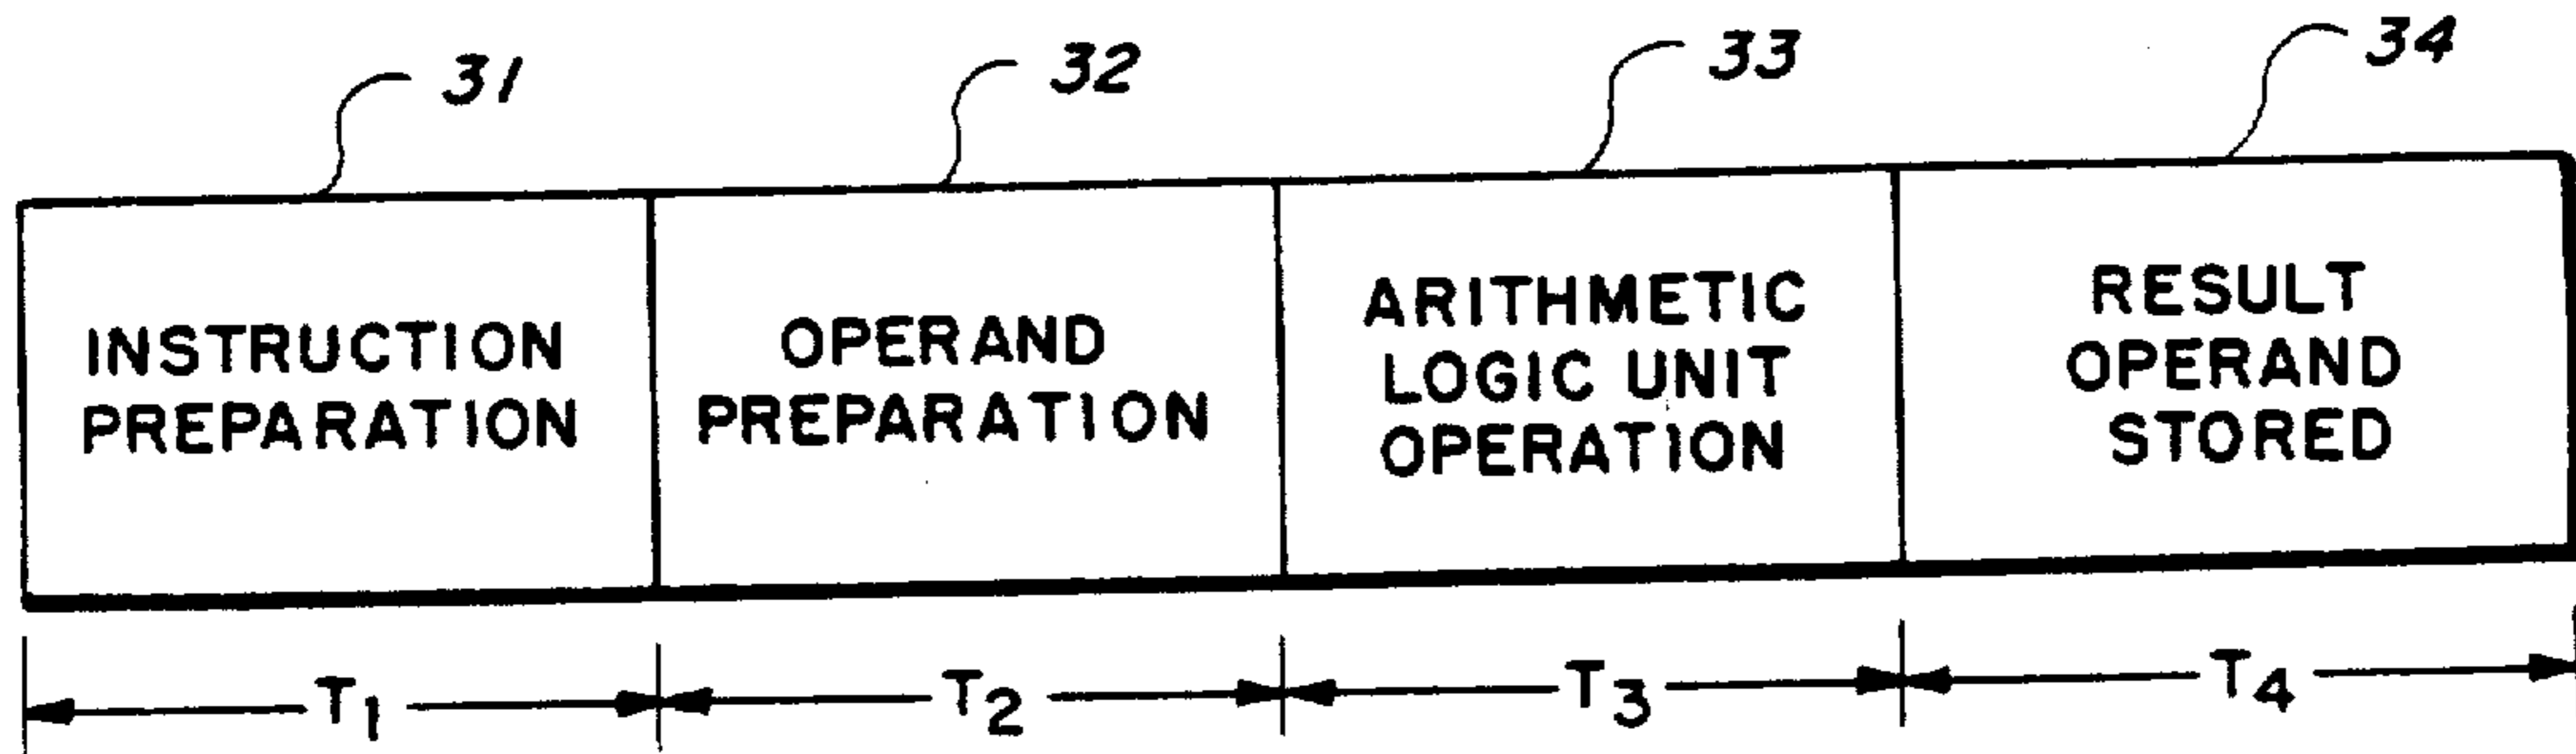 31 32 33 34
INSTRUCTION
PREPARATION
OPERAND
PREPARATION
ARITHMETIC
LOGIC UNIT
OPERATION
RESULT
OPERAND
STORED
T1 T2 T3 T4